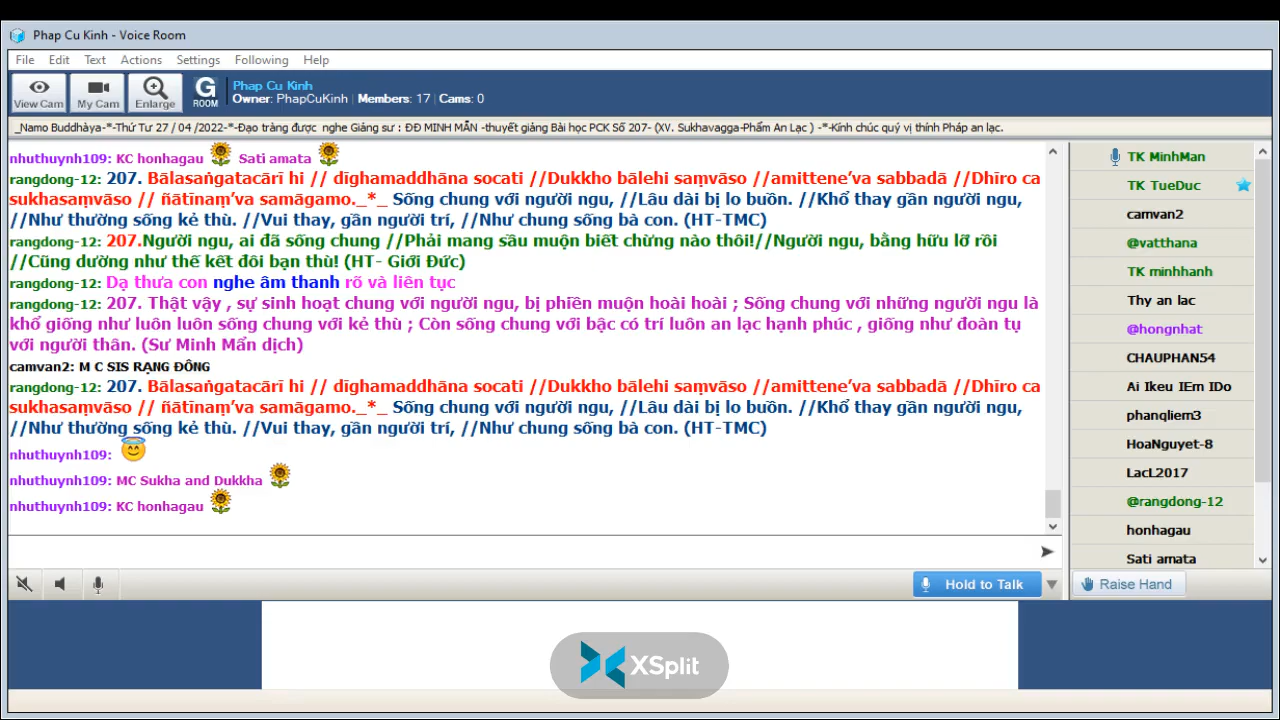 Phap Cu Kinh - Voice Room
File Edit Text Actions Settings Following Help
View Cam My Cam Enlarge G ROOM
Phap Cu Kinh
Owner: PhapCuKinh | Members: 17 | Cams: 0
_Namo Buddhàya-*-Thứ Tư 27 / 04 /2022-*-Đạo tràng được nghe Giảng sư : ĐĐ MINH MẪN -thuyết giảng Bài học PCK Số 207- (XV. Sukhavagga-Phẩm An Lạc ) -*-Kính chúc quý vị thính Pháp an lạc.
nhuthuynh109: KC honhagau Sati amata
rangdong-12: 207. Bālasaṅgatacārī hi // dīghamaddhāna socati //Dukkho bālehi saṃvāso //amittene’va sabbadā //Dhīro ca
sukhasaṃvāso // ñātīnaṃ’va samāgamo._*_ Sống chung với người ngu, //Lâu dài bị lo buồn. //Khổ thay gần người ngu,
//Như thường sống kẻ thù. //Vui thay, gần người trí, //Như chung sống bà con. (HT-TMC)
rangdong-12: 207.Người ngu, ai đã sống chung //Phải mang sầu muộn biết chừng nào thôi!//Người ngu, bằng hữu lỡ rồi
//Cũng dường như thế kết đôi bạn thù! (HT- Giới Đức)
rangdong-12: Dạ thưa con nghe âm thanh rõ và liên tục
rangdong-12: 207. Thật vậy , sự sinh hoạt chung với người ngu, bị phiền muộn hoài hoài ; Sống chung với những người ngu là
khổ giống như luôn luôn sống chung với kẻ thù ; Còn sống chung với bậc có trí luôn an lạc hạnh phúc , giống như đoàn tụ
với người thân. (Sư Minh Mẩn dịch)
camvan2: M C SIS RẠNG ĐÔNG
rangdong-12: 207. Bālasaṅgatacārī hi // dīghamaddhāna socati //Dukkho bālehi saṃvāso //amittene’va sabbadā //Dhīro ca
sukhasaṃvāso // ñātīnaṃ’va samāgamo._*_ Sống chung với người ngu, //Lâu dài bị lo buồn. //Khổ thay gần người ngu,
//Như thường sống kẻ thù. //Vui thay, gần người trí, //Như chung sống bà con. (HT-TMC)
nhuthuynh109:
nhuthuynh109: MC Sukha and Dukkha
nhuthuynh109: KC honhagau
TK MinhMan
TK TueDuc
camvan2
@vatthana
TK minhhanh
Thy an lac
@hongnhat
CHAUPHAN54
Ai Ikeu IEm IDo
phanqliem3
HoaNguyet-8
LacL2017
@rangdong-12
honhagau
Sati amata
Hold to Talk
Raise Hand
XSplit